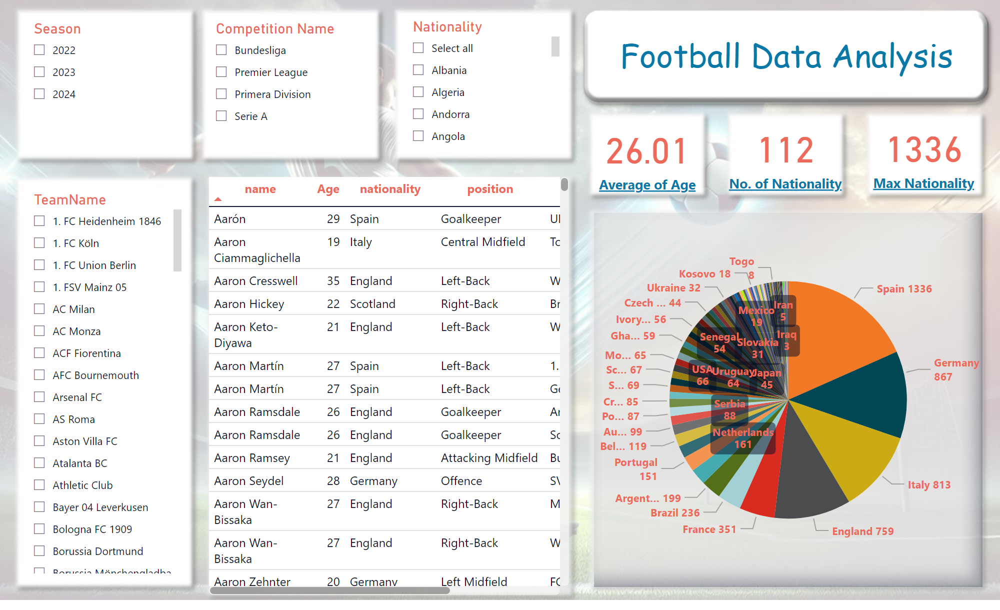 Season
2022
2023
2024
Competition Name
Bundesliga
Premier League
Primera Division
Serie A
Nationality
Select all
Albania
Algeria
Andorra
Angola
Football Data Analysis
26.01
Average of Age
112
No. of Nationality
1336
Max Nationality
TeamName
1. FC Heidenheim 1846
1. FC Köln
1. FC Union Berlin
1. FSV Mainz 05
AC Milan
AC Monza
ACF Fiorentina
AFC Bournemouth
Arsenal FC
AS Roma
Aston Villa FC
Atalanta BC
Athletic Club
Bayer 04 Leverkusen
Bologna FC 1909
Borussia Dortmund
Borussia Mönchengladba
name Age nationality position
Aarón 29 Spain Goalkeeper
Aaron 19 Italy Central Midfield To
Ciammaglichella
Aaron Cresswell 35 England Left-Back W
Aaron Hickey 22 Scotland Right-Back Br
Aaron Keto- 21 England Left-Back W
Diyawa
Aaron Martín 27 Spain Left-Back 1.
Aaron Martín 27 Spain Left-Back Ge
Aaron Ramsdale 26 England Goalkeeper Ar
Aaron Ramsdale 26 England Goalkeeper So
Aaron Ramsey 21 England Attacking Midfield Bu
Aaron Seydel 28 Germany Offence SV
Aaron Wan- 27 England Right-Back M
Bissaka
Aaron Wan- 27 England Right-Back W
Bissaka
Aaron Zehnter 20 Germany Left Midfield FC
Togo
8
Kosovo 18
Ukraine 32
Czech ... 44
Ivory... 56
Gha... 59
Mo... 65
Sc... 67
S... 69
Cr... 85
Po... 87
Au... 99
Bel... 119
Portugal
151
Argent... 199
Brazil 236
France 351
England 759
Italy 813
Germany
867
Spain 1336
Iran
5
Mexico
19
Iraq
3
Senegal
54
Slovakia
31
USA
66
Uruguay
64
Japan
45
Serbia
88
Netherlands
161